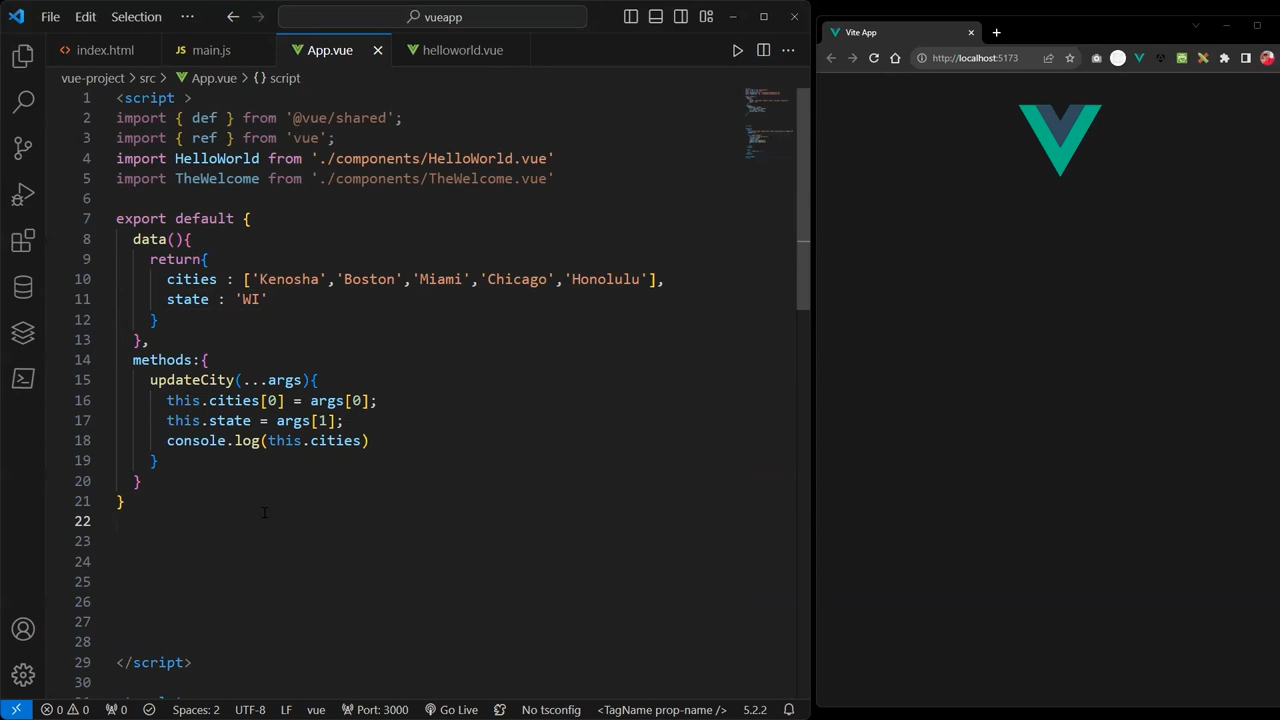 File Edit Selection ··· vueapp
index.html JS main.js App.vue helloworld.vue
vue-project > src > App.vue > {} script
1 <script >
2 import { def } from '@vue/shared';
3 import { ref } from 'vue';
4 import HelloWorld from './components/HelloWorld.vue'
5 import TheWelcome from './components/TheWelcome.vue'
6
7 export default {
8 data(){
9 return{
10 cities : ['Kenosha','Boston','Miami','Chicago','Honolulu'],
11 state : 'WI'
12 }
13 },
14 methods:{
15 updateCity(...args){
16 this.cities[0] = args[0];
17 this.state = args[1];
18 console.log(this.cities)
19 }
20 }
21 }
22
23
24
25
26
27
28
29 </script>
30
0 0 0 Spaces: 2 UTF-8 LF vue Port: 3000 Go Live No tsconfig <TagName prop-name /> 5.2.2
Vite App
http://localhost:5173